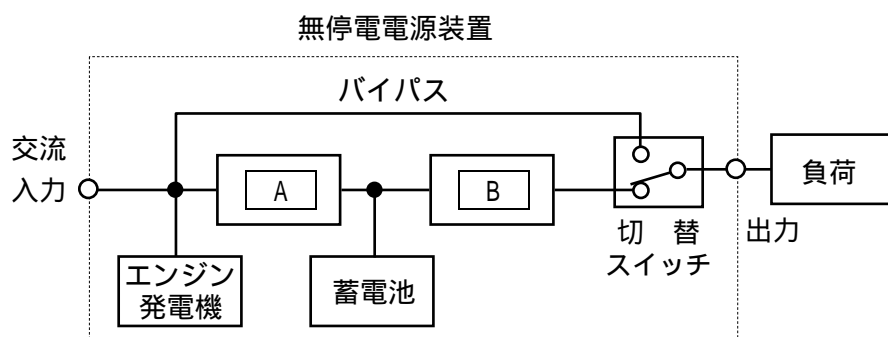 無停電電源装置
バイパス
交流
入力
A
B
負荷
切 替
スイッチ
出力
エンジン
発電機
蓄電池